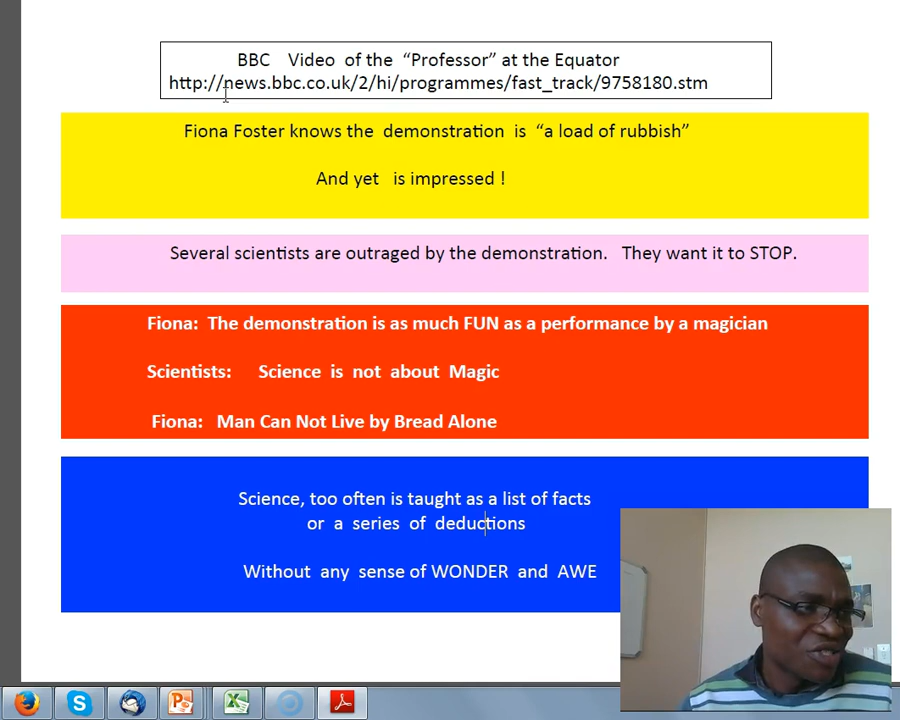 BBC Video of the “Professor” at the Equator
http://news.bbc.co.uk/2/hi/programmes/fast_track/9758180.stm
Fiona Foster knows the demonstration is “a load of rubbish”
And yet is impressed !
Several scientists are outraged by the demonstration. They want it to STOP.
Fiona: The demonstration is as much FUN as a performance by a magician
Scientists: Science is not about Magic
Fiona: Man Can Not Live by Bread Alone
Science, too often is taught as a list of facts
or a series of deductions
Without any sense of WONDER and AWE